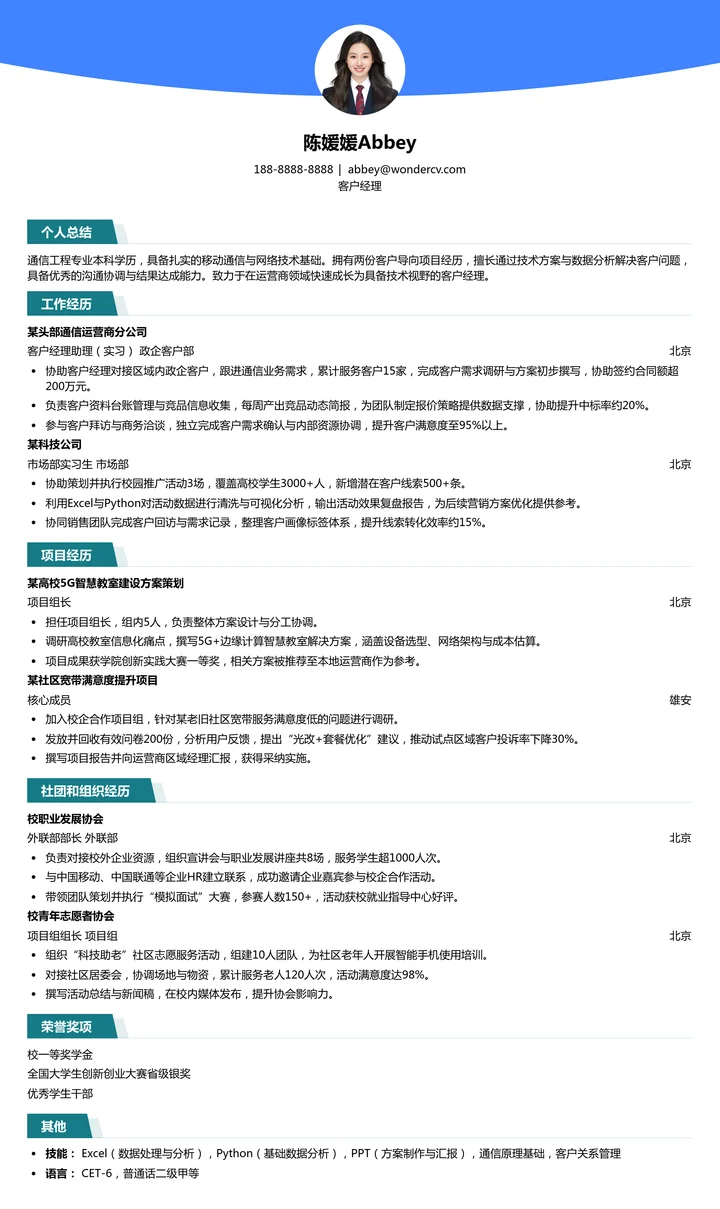 陈媛媛Abbey
188-8888-8888 | abbey@wondercv.com
客户经理
个人总结
通信工程专业本科学历，具备扎实的移动通信与网络技术基础。拥有两份客户导向项目经历，擅长通过技术方案与数据分析解决客户问题，
具备优秀的沟通协调与结果达成能力。致力于在运营商领域快速成长为具备技术视野的客户经理。
工作经历
某头部通信运营商分公司
客户经理助理（实习） 政企客户部 北京
• 协助客户经理对接区域内政企客户，跟进通信业务需求，累计服务客户15家，完成客户需求调研与方案初步撰写，协助签约合同额超
200万元。
• 负责客户资料台账管理与竞品信息收集，每周产出竞品动态简报，为团队制定报价策略提供数据支撑，协助提升中标率约20%。
• 参与客户拜访与商务洽谈，独立完成客户需求确认与内部资源协调，提升客户满意度至95%以上。
某科技公司
市场部实习生 市场部 北京
• 协助策划并执行校园推广活动3场，覆盖高校学生3000+人，新增潜在客户线索500+条。
• 利用Excel与Python对活动数据进行清洗与可视化分析，输出活动效果复盘报告，为后续营销方案优化提供参考。
• 协同销售团队完成客户回访与需求记录，整理客户画像标签体系，提升线索转化效率约15%。
项目经历
某高校5G智慧教室建设方案策划
项目组长 北京
• 担任项目组长，组内5人，负责整体方案设计与分工协调。
• 调研高校教室信息化痛点，撰写5G+边缘计算智慧教室解决方案，涵盖设备选型、网络架构与成本估算。
• 项目成果获学院创新实践大赛一等奖，相关方案被推荐至本地运营商作为参考。
某社区宽带满意度提升项目
核心成员 雄安
• 加入校企合作项目组，针对某老旧社区宽带服务满意度低的问题进行调研。
• 发放并回收有效问卷200份，分析用户反馈，提出“光改+套餐优化”建议，推动试点区域客户投诉率下降30%。
• 撰写项目报告并向运营商区域经理汇报，获得采纳实施。
社团和组织经历
校职业发展协会
外联部部长 外联部 北京
• 负责对接校外企业资源，组织宣讲会与职业发展讲座共8场，服务学生超1000人次。
• 与中国移动、中国联通等企业HR建立联系，成功邀请企业嘉宾参与校企合作活动。
• 带领团队策划并执行“模拟面试”大赛，参赛人数150+，活动获校就业指导中心好评。
校青年志愿者协会
项目组组长 项目组 北京
• 组织“科技助老”社区志愿服务活动，组建10人团队，为社区老年人开展智能手机使用培训。
• 对接社区居委会，协调场地与物资，累计服务老人120人次，活动满意度达98%。
• 撰写活动总结与新闻稿，在校内媒体发布，提升协会影响力。
荣誉奖项
校一等奖学金
全国大学生创新创业大赛省级银奖
优秀学生干部
其他
• 技能： Excel（数据处理与分析），Python（基础数据分析），PPT（方案制作与汇报），通信原理基础，客户关系管理
• 语言： CET-6，普通话二级甲等